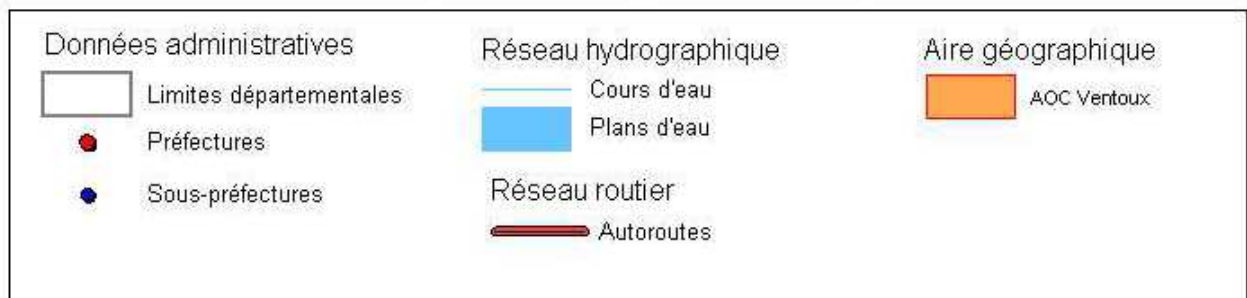 Données administratives
Limites départementales
Préfectures
Sous-préfectures
Réseau hydrographique
Cours d'eau
Plans d'eau
Réseau routier
Autoroutes
Aire géographique
AOC Ventoux